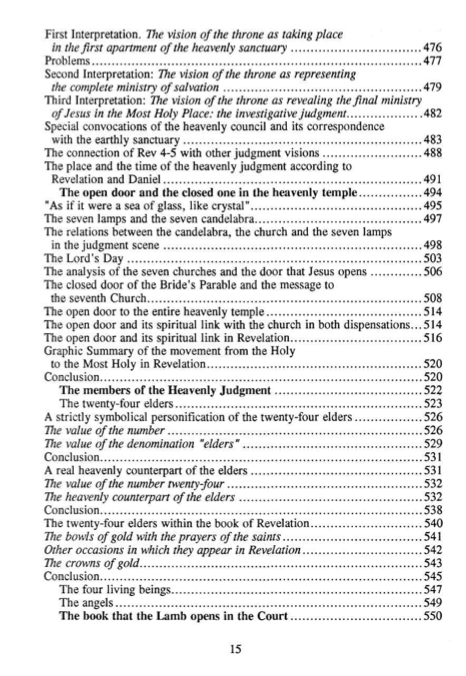 First Interpretation. The vision of the throne as taking place
in the first apartment of the heavenly sanctuary ................................ 476
Problems.................................................................................. 477
Second Interpretation: The vision of the throne as representing
the complete ministry of salvation ................................................ 479
Third Interpretation: The vision of the throne as revealing the final ministry
of Jesus in the Most Holy Place: the investigative judgment................... 482
Special convocations of the heavenly council and its correspondence
with the earthly sanctuary ........................................................... 483
The connection of Rev 4-5 with other judgment visions ........................ 488
The place and the time of the heavenly judgment according to
Revelation and Daniel ................................................................ 491
The open door and the closed one in the heavenly temple............... 494
"As if it were a sea of glass, like crystal"......................................... 495
The seven lamps and the seven candelabra........................................ 497
The relations between the candelabra, the church and the seven lamps
in the judgment scene ................................................................ 498
The Lord's Day ......................................................................... 503
The analysis of the seven churches and the door that Jesus opens ............ 506
The closed door of the Bride's Parable and the message to
the seventh Church.................................................................... 508
The open door to the entire heavenly temple...................................... 514
The open door and its spiritual link with the church in both dispensations... 514
The open door and its spiritual link in Revelation................................ 516
Graphic Summary of the movement from the Holy
to the Most Holy in Revelation...................................................... 520
Conclusion................................................................................ 520
The members of the Heavenly Judgment .................................... 522
The twenty-four elders............................................................... 523
A strictly symbolical personification of the twenty-four elders ................ 526
The value of the number .............................................................. 526
The value of the denomination "elders" ............................................ 529
Conclusion................................................................................ 531
A real heavenly counterpart of the elders .......................................... 531
The value of the number twenty-four ............................................... 532
The heavenly counterpart of the elders ............................................. 532
Conclusion................................................................................ 538
The twenty-four elders within the book of Revelation........................... 540
The bowls of gold with the prayers of the saints.................................. 541
Other occasions in which they appear in Revelation............................. 542
The crowns of gold..................................................................... 543
Conclusion................................................................................ 545
The four living beings................................................................ 547
The angels .............................................................................. 549
The book that the Lamb opens in the Court ................................ 550
15